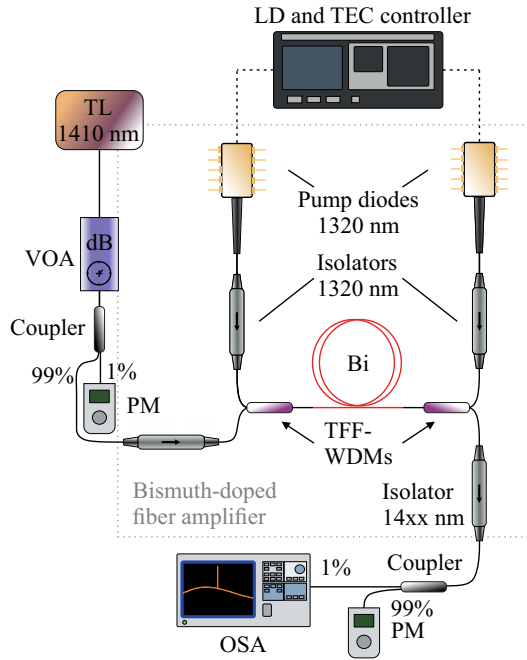 LD and TEC controller
TL
1410 nm
Pump diodes
1320 nm
dB
VOA
Isolators
1320 nm
Coupler
Bi
99%
1%
PM
TFF-
WDMs
Bismuth-doped
fiber amplifier
Isolator
14xx nm
1%
Coupler
99%
PM
OSA